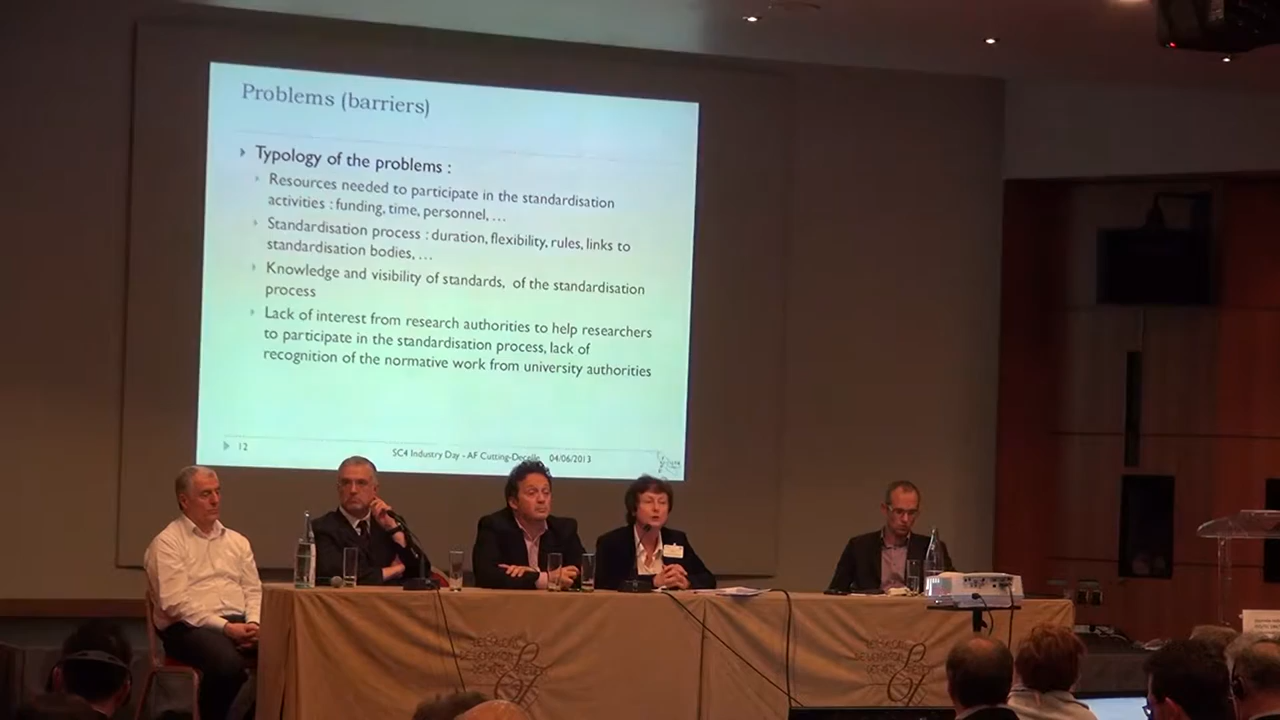 Problems (barriers)
Typology of the problems :
Resources needed to participate in the standardisation
activities : funding, time, personnel, ...
Standardisation process : duration, flexibility, rules, links to
standardisation bodies, ...
Knowledge and visibility of standards, of the standardisation
process
Lack of interest from research authorities to help researchers
to participate in the standardisation process, lack of
recognition of the normative work from university authorities
12
SC4 Industry Day - AF Cutting-Decelle 04/06/2013